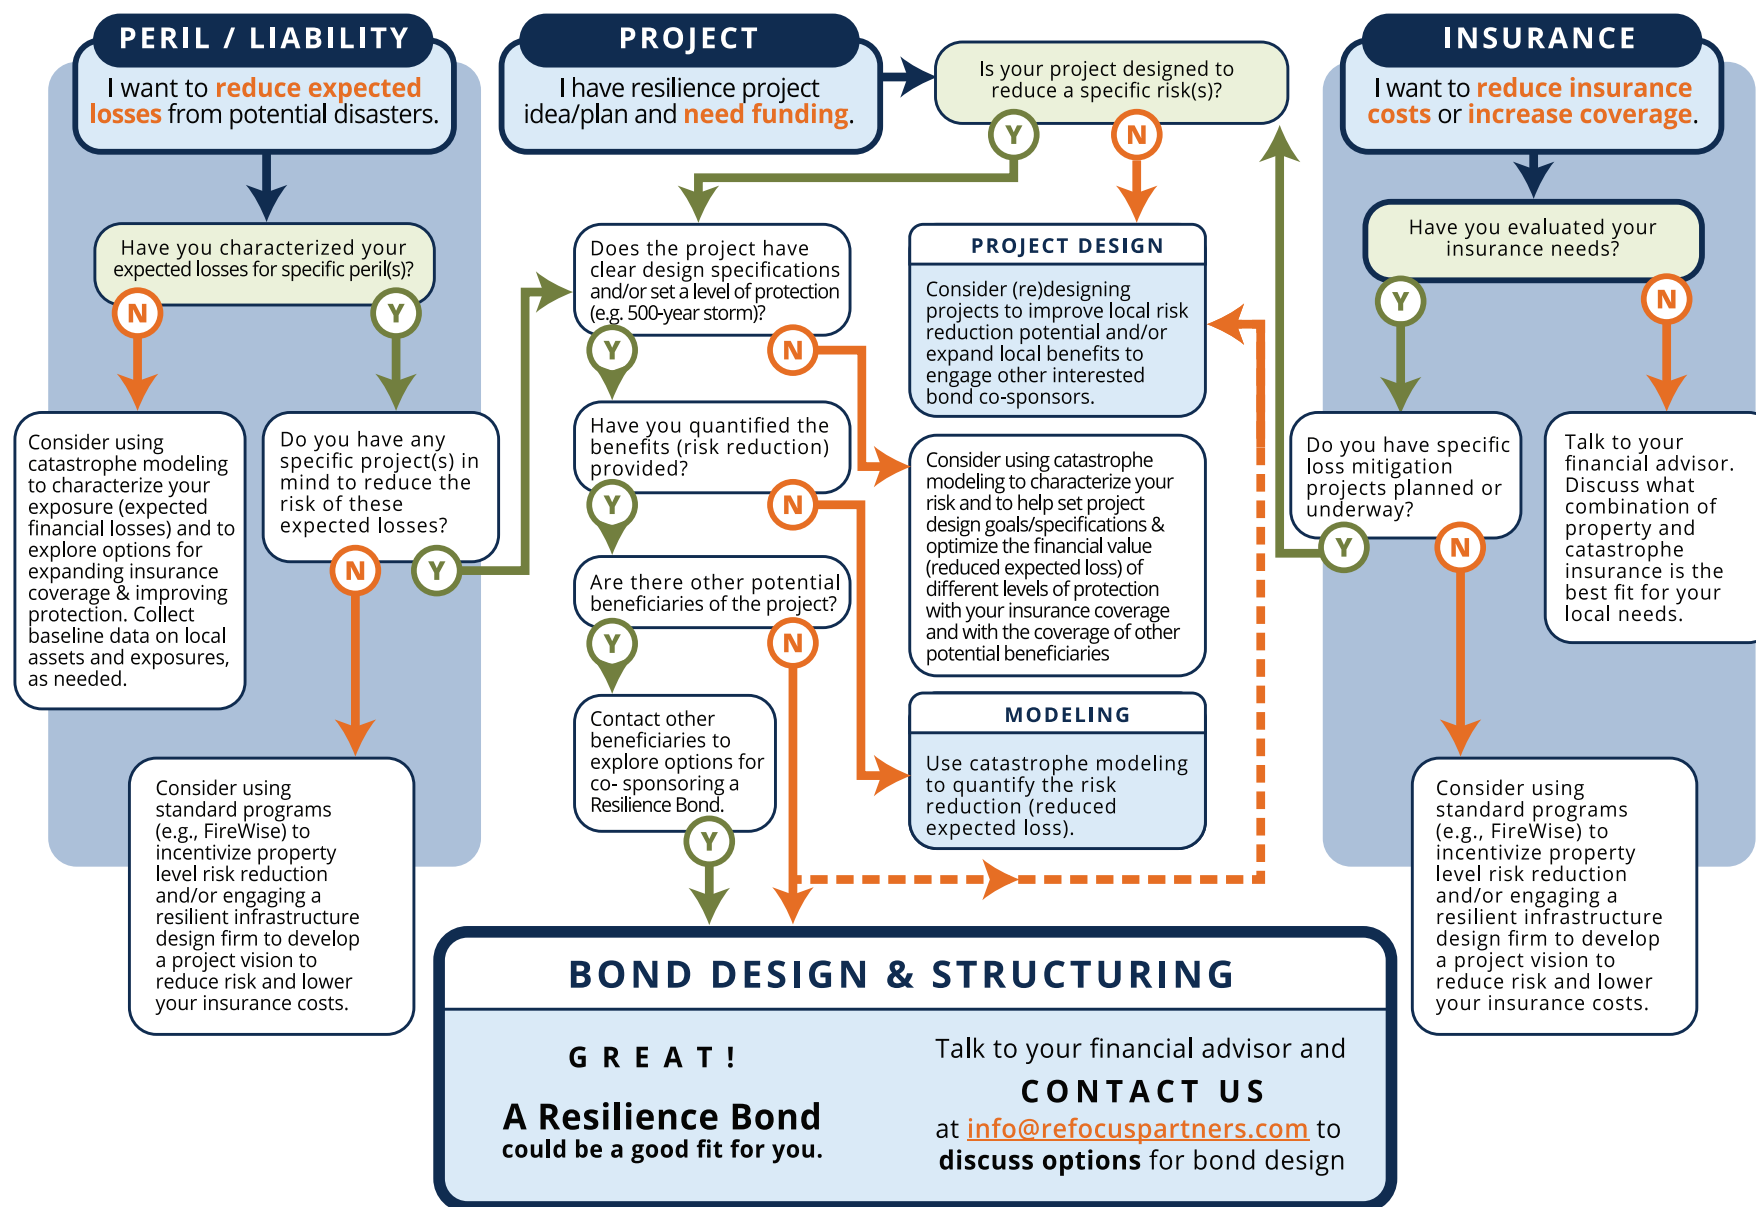 PERIL / LIABILITY
I want to reduce expected
losses from potential disasters.
Have you characterized your
expected losses for specific peril(s)?
N
Y
Consider using
catastrophe modeling
to characterize your
exposure (expected
financial losses) and to
explore options for
expanding insurance
coverage & improving
protection. Collect
baseline data on local
assets and exposures,
as needed.
Do you have any
specific project(s) in
mind to reduce the
risk of these
expected losses?
N
Y
Consider using
standard programs
(e.g., FireWise) to
incentivize property
level risk reduction
and/or engaging a
resilient infrastructure
design firm to develop
a project vision to
reduce risk and lower
your insurance costs.
PROJECT
I have resilience project
idea/plan and need funding.
Is your project designed to
reduce a specific risk(s)?
Y
N
Does the project have
clear design specifications
and/or set a level of protection
(e.g. 500-year storm)?
Y
N
Have you quantified the
benefits (risk reduction)
provided?
Y
N
Are there other potential
beneficiaries of the project?
Y
N
Contact other
beneficiaries to
explore options for
co- sponsoring a
Resilience Bond.
Y
PROJECT DESIGN
Consider (re)designing
projects to improve local risk
reduction potential and/or
expand local benefits to
engage other interested
bond co-sponsors.
Consider using catastrophe
modeling to characterize your
risk and to help set project
design goals/specifications &
optimize the financial value
(reduced expected loss) of
different levels of protection
with your insurance coverage
and with the coverage of other
potential beneficiaries
MODELING
Use catastrophe modeling
to quantify the risk
reduction (reduced
expected loss).
INSURANCE
I want to reduce insurance
costs or increase coverage.
Have you evaluated your
insurance needs?
Y
N
Do you have specific
loss mitigation
projects planned or
underway?
Y
N
Talk to your
financial advisor.
Discuss what
combination of
property and
catastrophe
insurance is the
best fit for your
local needs.
Consider using
standard programs
(e.g., FireWise) to
incentivize property
level risk reduction
and/or engaging a
resilient infrastructure
design firm to develop
a project vision to
reduce risk and lower
your insurance costs.
BOND DESIGN & STRUCTURING
GREAT!
A Resilience Bond
could be a good fit for you.
Talk to your financial advisor and
CONTACT US
at info@refocuspartners.com to
discuss options for bond design